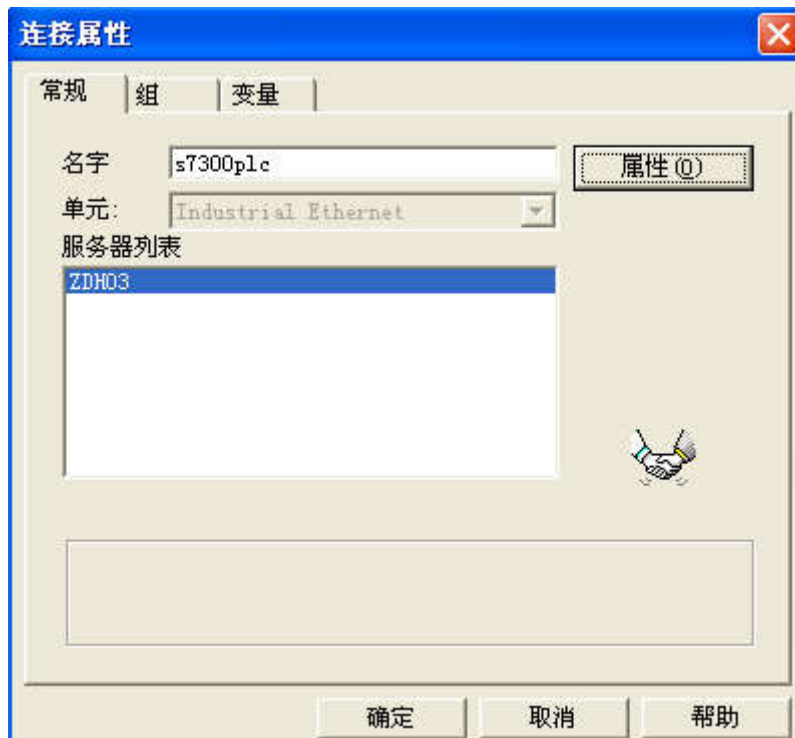 连接属性
常规 组 变量
名字 s7300plc 属性(O)
单元: Industrial Ethernet
服务器列表
ZDH03
确定 取消 帮助